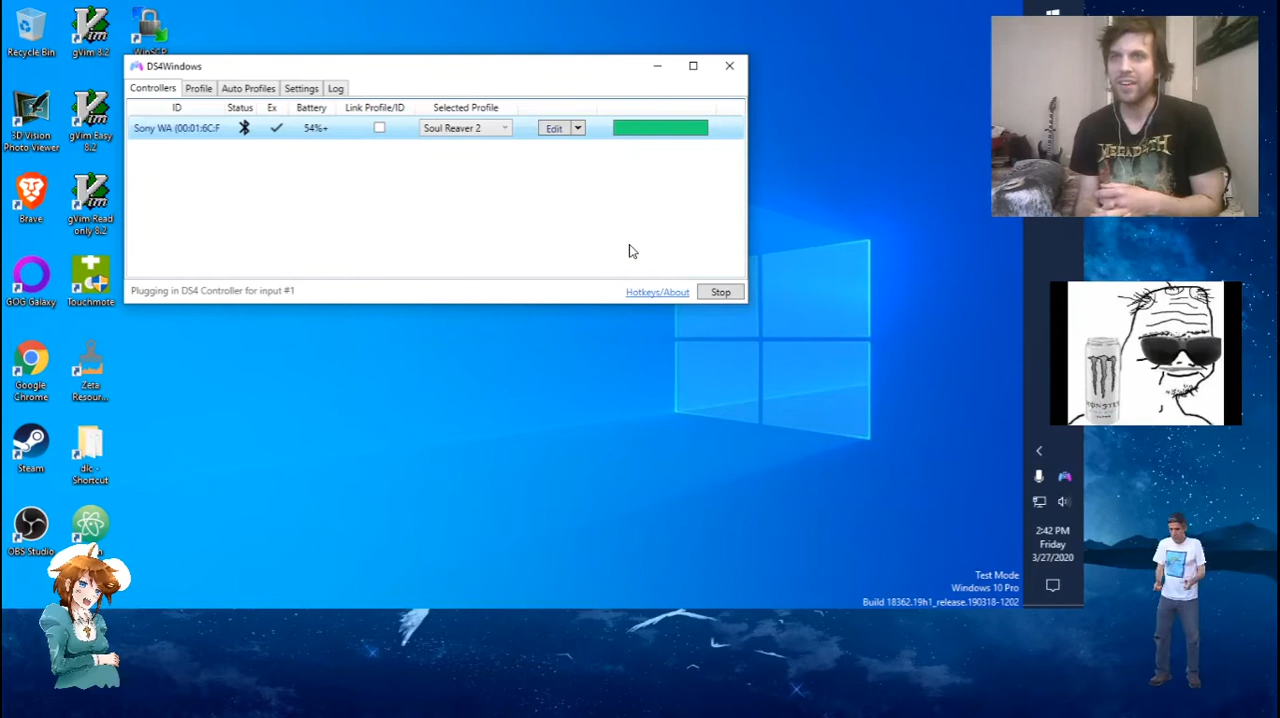 Recycle Bin
gVim 8.2
WinSCP
3D Vision
Photo Viewer
gVim Easy
8.2
Brave
gVim Read
only 8.2
GOG Galaxy
Touchmote
Google
Chrome
Zeta
Resour...
Steam
dlc -
Shortcut
OBS Studio
DS4Windows
Controllers Profile Auto Profiles Settings Log
ID Status Ex Battery Link Profile/ID Selected Profile
Sony WA (00:01:6C:F 54%+ Soul Reaver 2 Edit
Plugging in DS4 Controller for input #1 Hotkeys/About Stop
MEGADETH
MONSTER
2:42 PM
Friday
3/27/2020
Test Mode
Windows 10 Pro
Build 18362.19h1_release.190318-1202